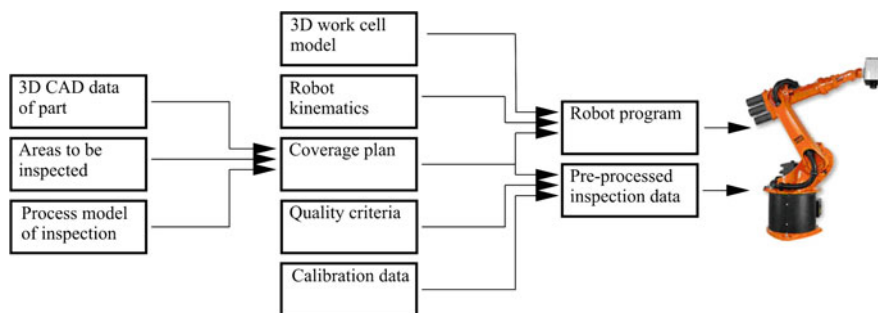 3D CAD data
of part
Areas to be
inspected
Process model
of inspection
3D work cell
model
Robot
kinematics
Coverage plan
Quality criteria
Calibration data
Robot program
Pre-processed
inspection data